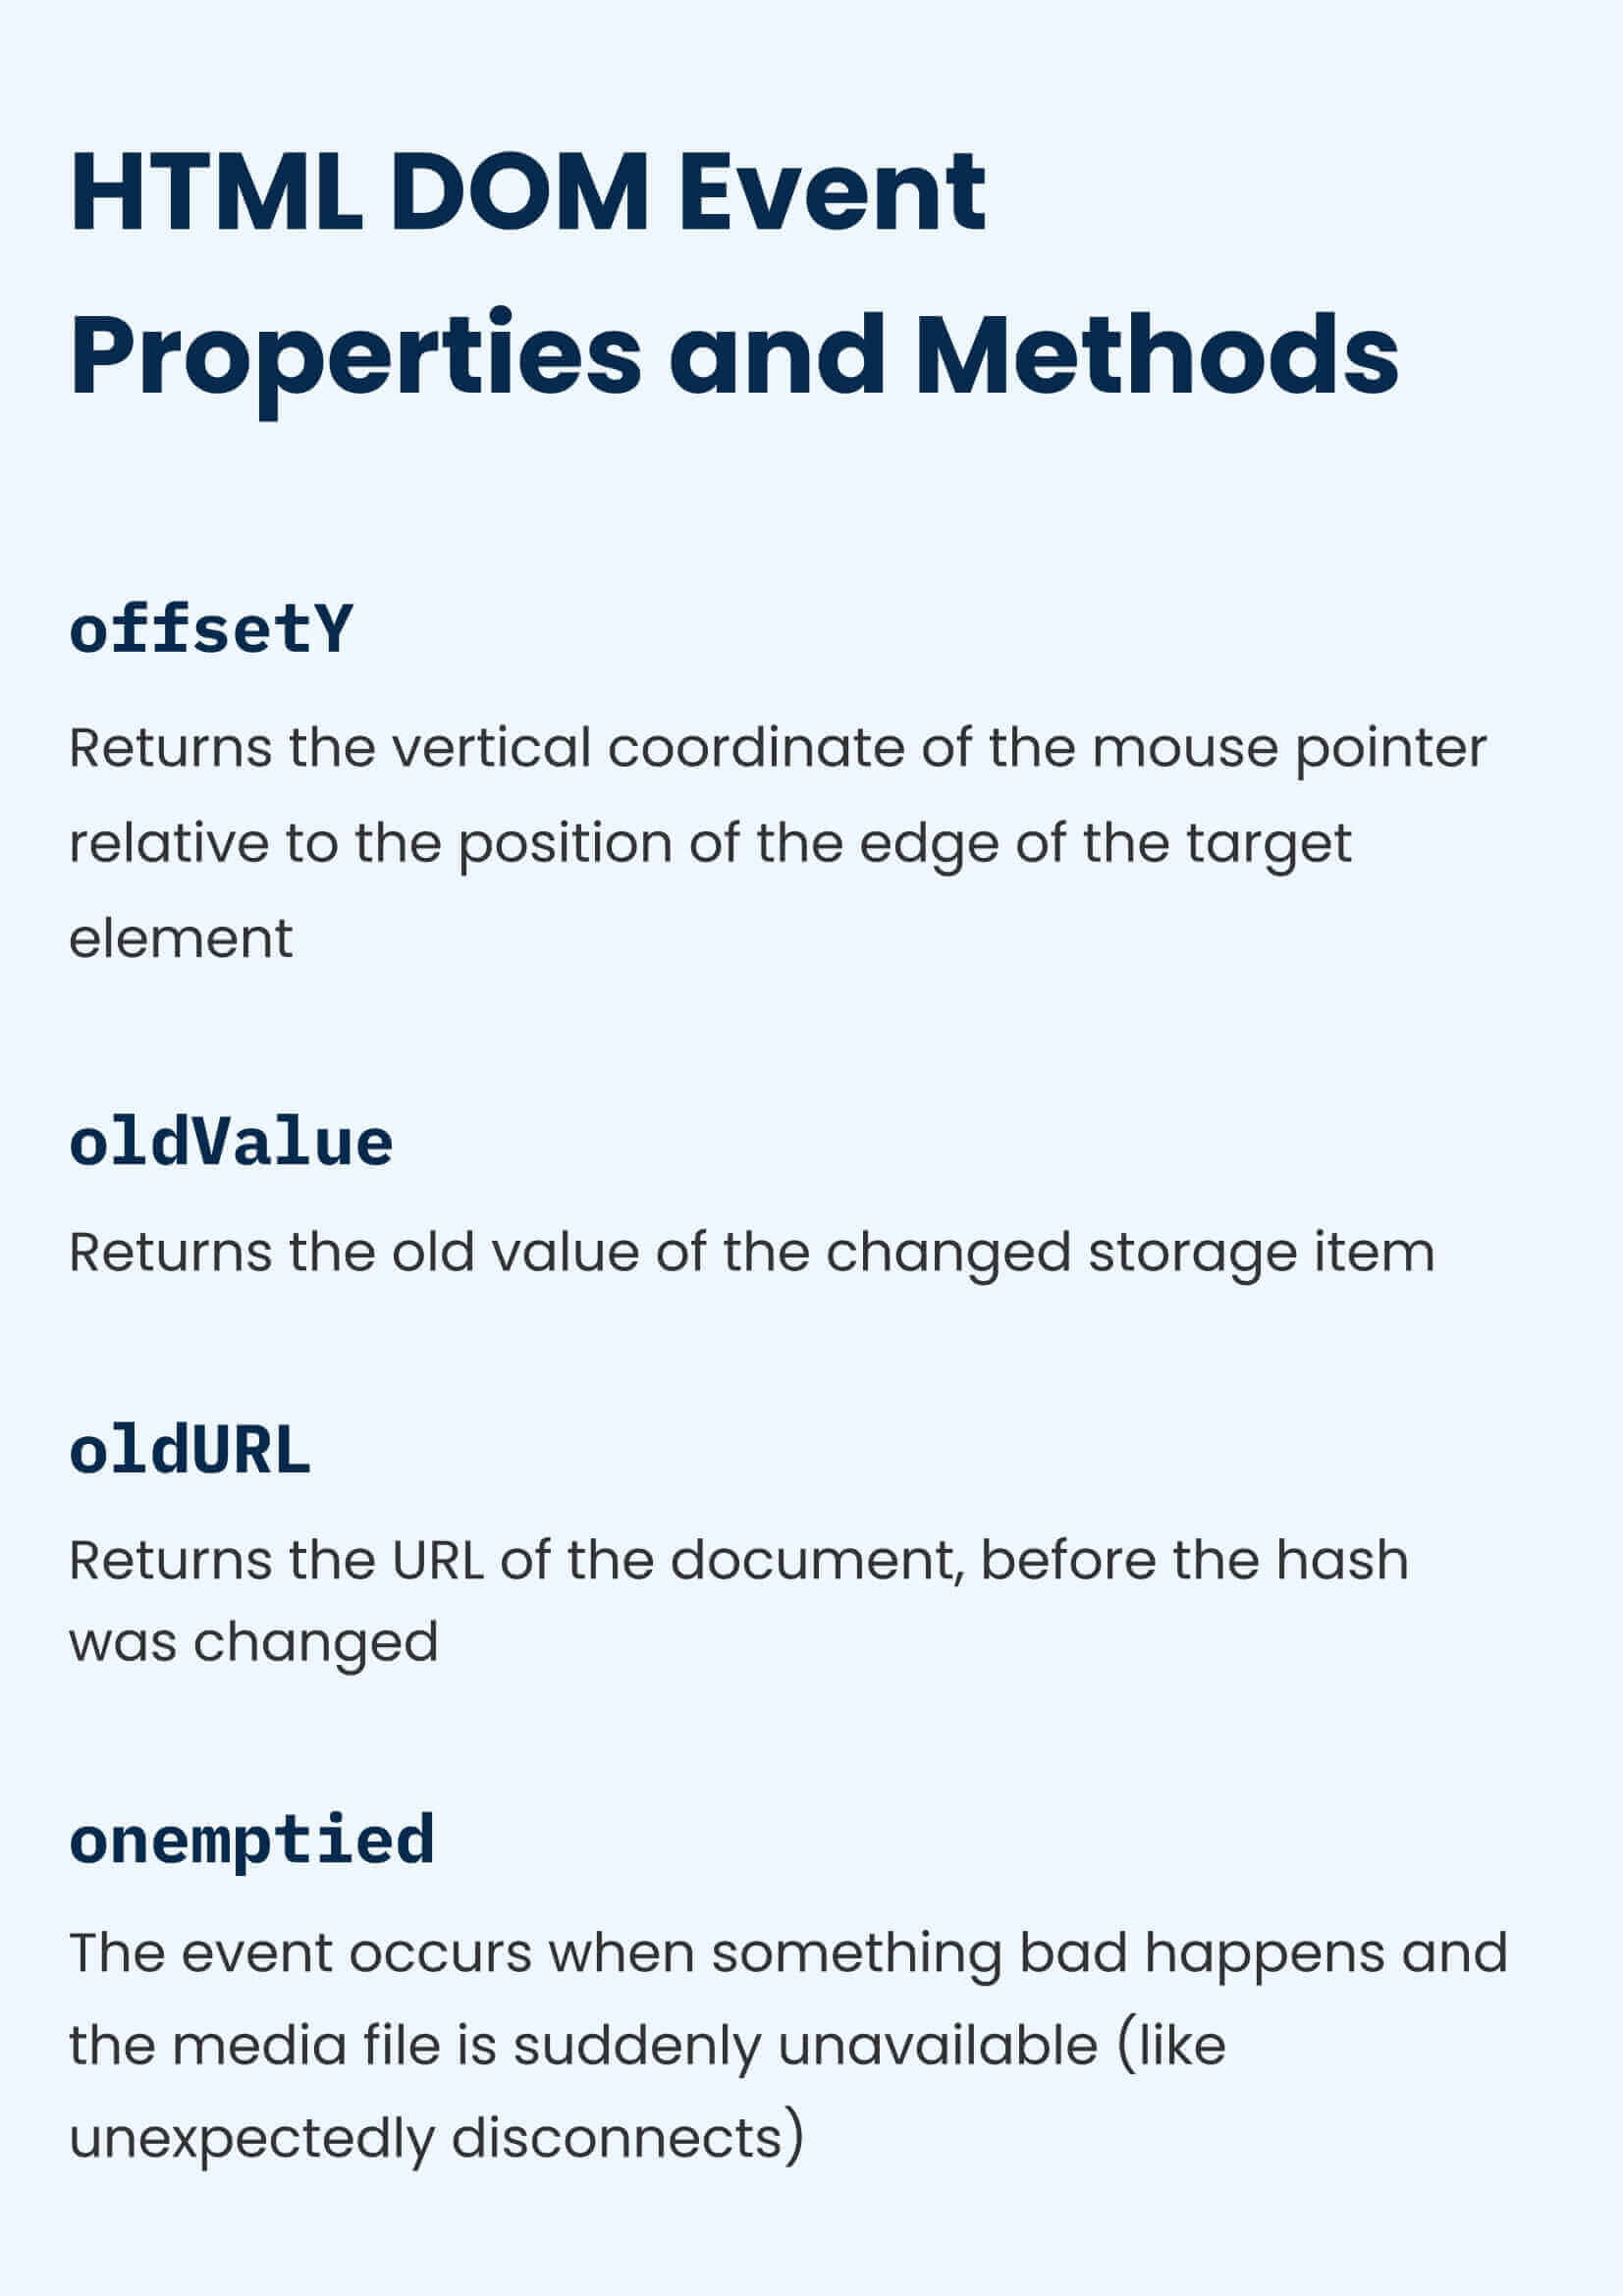 HTML DOM Event
Properties and Methods
offsetY
Returns the vertical coordinate of the mouse pointer
relative to the position of the edge of the target
element
oldValue
Returns the old value of the changed storage item
oldURL
Returns the URL of the document, before the hash
was changed
onemptied
The event occurs when something bad happens and
the media file is suddenly unavailable (like
unexpectedly disconnects)